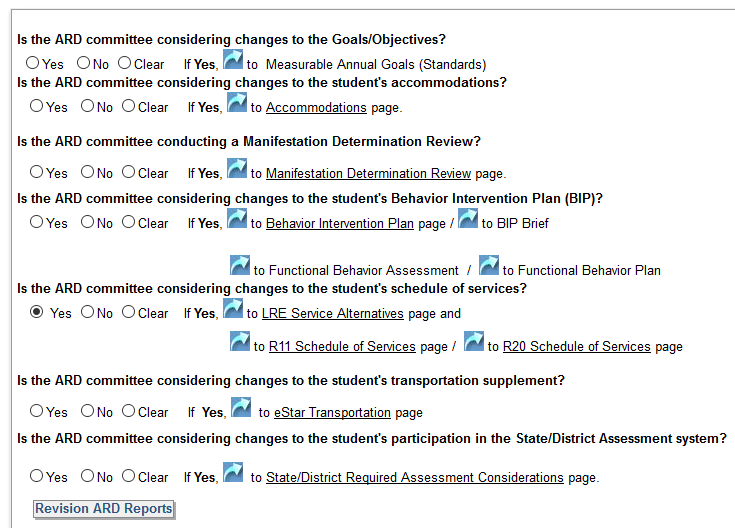 Is the ARD committee considering changes to the Goals/Objectives?
Yes No Clear If Yes, to Measurable Annual Goals (Standards)
Is the ARD committee considering changes to the student's accommodations?
Yes No Clear If Yes, to Accommodations page.
Is the ARD committee conducting a Manifestation Determination Review?
Yes No Clear If Yes, to Manifestation Determination Review page.
Is the ARD committee considering changes to the student's Behavior Intervention Plan (BIP)?
Yes No Clear If Yes, to Behavior Intervention Plan page / to BIP Brief
to Functional Behavior Assessment / to Functional Behavior Plan
Is the ARD committee considering changes to the student's schedule of services?
Yes No Clear If Yes, to LRE Service Alternatives page and
to R11 Schedule of Services page / to R20 Schedule of Services page
Is the ARD committee considering changes to the student's transportation supplement?
Yes No Clear If Yes, to eStar Transportation page
Is the ARD committee considering changes to the student's participation in the State/District Assessment system?
Yes No Clear If Yes, to State/District Required Assessment Considerations page.
Revision ARD Reports